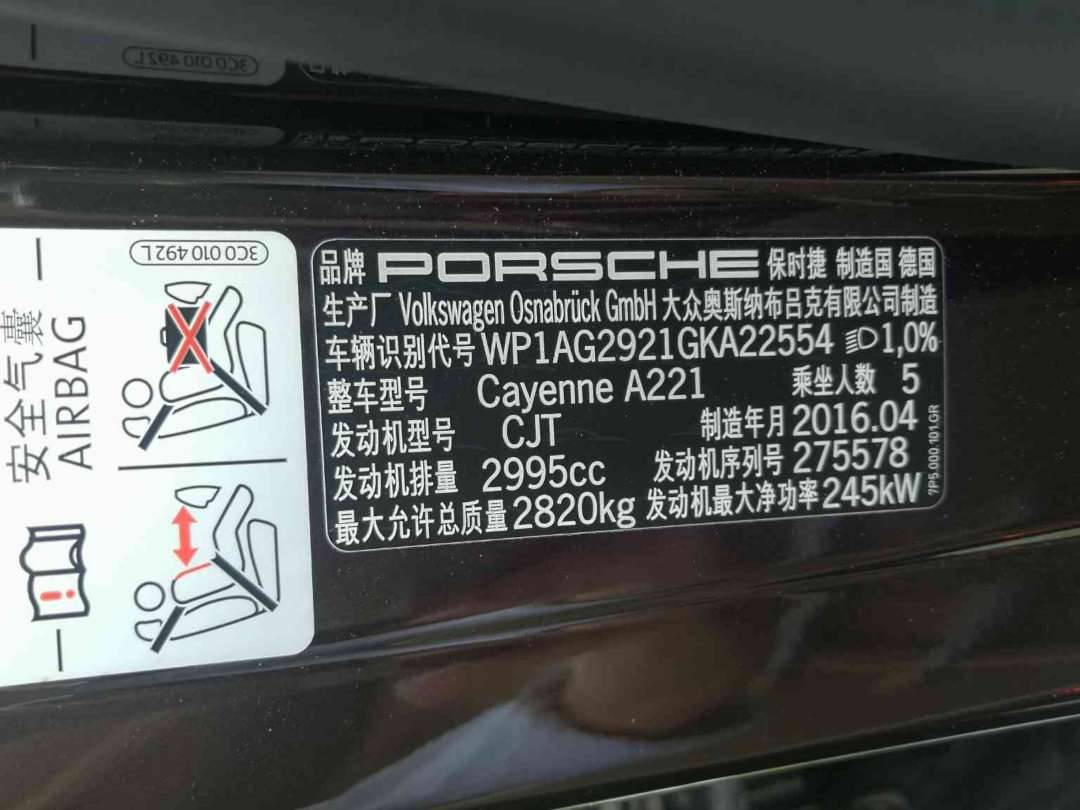 3C0 010 492 L
3C0 010 492 L
安全气囊
AIRBAG
品牌 PORSCHE 保时捷 制造国 德国
生产厂 Volkswagen Osnabrück GmbH 大众奥斯纳布吕克有限公司制造
车辆识别代号 WP1AG2921GKA22554 1,0%
整车型号 Cayenne A221 乘坐人数 5
发动机型号 CJT 制造年月 2016.04
发动机排量 2995cc 发动机序列号 275578
最大允许总质量 2820kg 发动机最大净功率 245kW
7P5.000.101.GR